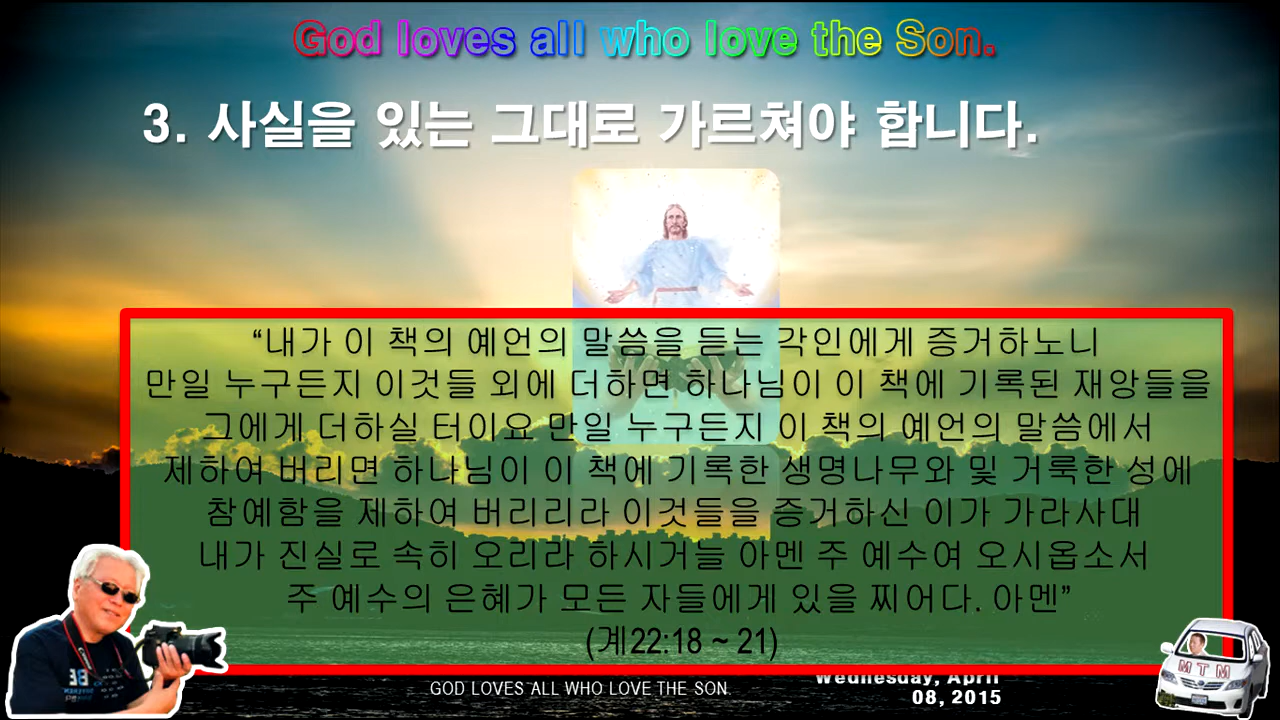 God loves all who love the Son.
3. 사실을 있는 그대로 가르쳐야 합니다.
“내가 이 책의 예언의 말씀을 듣는 각인에게 증거하노니
만일 누구든지 이것들 외에 더하면 하나님이 이 책에 기록된 재앙들을
그에게 더하실 터이요 만일 누구든지 이 책의 예언의 말씀에서
제하여 버리면 하나님이 이 책에 기록한 생명나무와 및 거룩한 성에
참예함을 제하여 버리리라 이것들을 증거하신 이가 가라사대
내가 진실로 속히 오리라 하시거늘 아멘 주 예수여 오시옵소서
주 예수의 은혜가 모든 자들에게 있을 찌어다. 아멘”
(계22:18 ~ 21)
GOD LOVES ALL WHO LOVE THE SON.
Wednesday, April
08, 2015
MTM